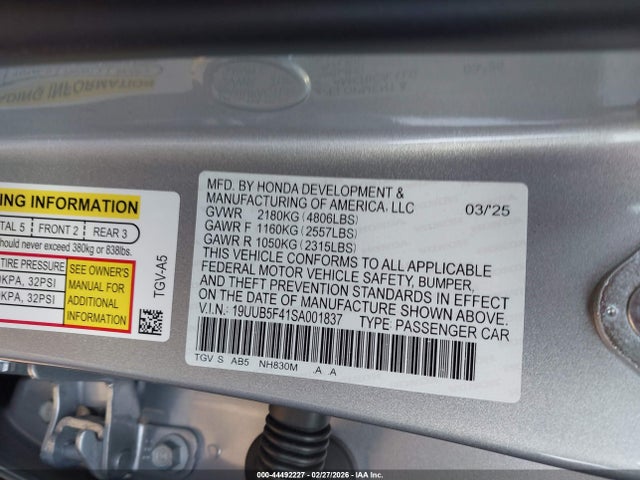 ING INFORMATION
TAL 5 FRONT 2 REAR 3
hould never exceed 380kg or 838lbs.
TIRE PRESSURE
0KPA, 32PSI
0KPA, 32PSI
SEE OWNER'S
MANUAL FOR
ADDITIONAL
INFORMATION
TGV-A5
MFD. BY HONDA DEVELOPMENT &
MANUFACTURING OF AMERICA, LLC 03/'25
GVWR 2180KG (4806LBS)
GAWR F 1160KG (2557LBS)
GAWR R 1050KG (2315LBS)
THIS VEHICLE CONFORMS TO ALL APPLICABLE
FEDERAL MOTOR VEHICLE SAFETY, BUMPER,
AND THEFT PREVENTION STANDARDS IN EFFECT
ON THE DATE OF MANUFACTURE SHOWN ABOVE.
V.I.N.: 19UUB5F41SA001837 TYPE PASSENGER CAR
TGV S AB5 NH830M .A A
000-44492227 - 02/27/2026 - IAA Inc.